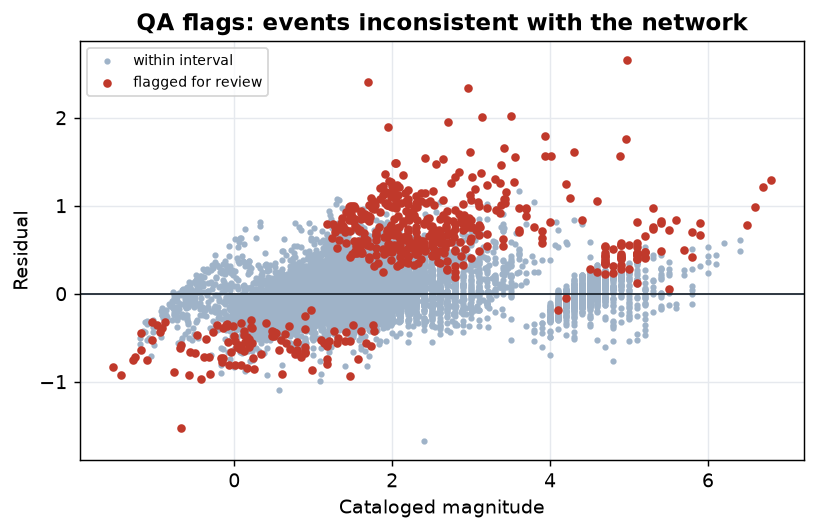 QA flags: events inconsistent with the network
within interval
flagged for review
2
1
0
−1
Residual
0 2 4 6
Cataloged magnitude